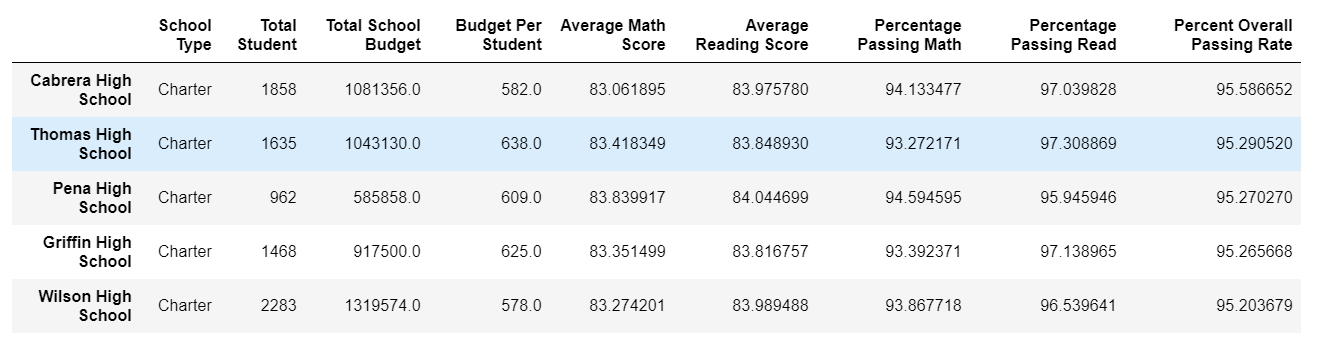 School Type Total Student Total School Budget Budget Per Student Average Math Score Average Reading Score Percentage Passing Math Percentage Passing Read Percent Overall Passing Rate
Cabrera High School Charter 1858 1081356.0 582.0 83.061895 83.975780 94.133477 97.039828 95.586652
Thomas High School Charter 1635 1043130.0 638.0 83.418349 83.848930 93.272171 97.308869 95.290520
Pena High School Charter 962 585858.0 609.0 83.839917 84.044699 94.594595 95.945946 95.270270
Griffin High School Charter 1468 917500.0 625.0 83.351499 83.816757 93.392371 97.138965 95.265668
Wilson High School Charter 2283 1319574.0 578.0 83.274201 83.989488 93.867718 96.539641 95.203679